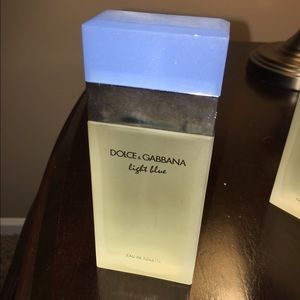 DOLCE & GABBANA
light blue
EAU DE TOILETTE